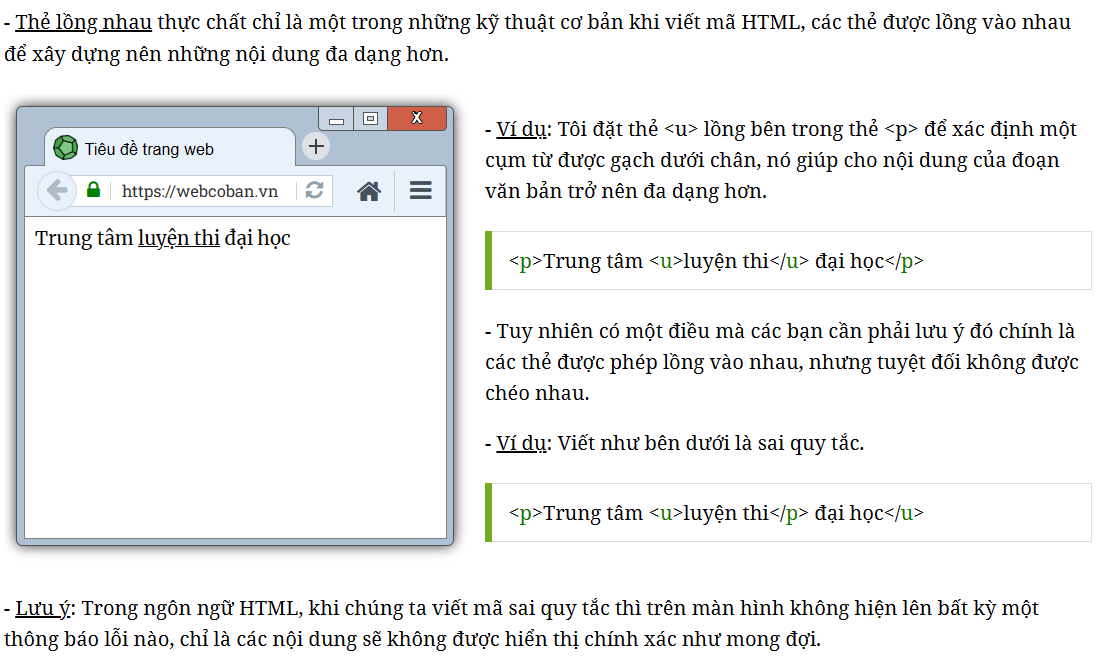 - Thẻ lồng nhau thực chất chỉ là một trong những kỹ thuật cơ bản khi viết mã HTML, các thẻ được lồng vào nhau
để xây dựng nên những nội dung đa dạng hơn.
X
Tiêu đề trang web
https://webcoban.vn
Trung tâm luyện thi đại học
- Ví dụ: Tôi đặt thẻ <u> lồng bên trong thẻ <p> để xác định một
cụm từ được gạch dưới chân, nó giúp cho nội dung của đoạn
văn bản trở nên đa dạng hơn.
<p>Trung tâm <u>luyện thi</u> đại học</p>
- Tuy nhiên có một điều mà các bạn cần phải lưu ý đó chính là
các thẻ được phép lồng vào nhau, nhưng tuyệt đối không được
chéo nhau.
- Ví dụ: Viết như bên dưới là sai quy tắc.
<p>Trung tâm <u>luyện thi</p> đại học</u>
- Lưu ý: Trong ngôn ngữ HTML, khi chúng ta viết mã sai quy tắc thì trên màn hình không hiện lên bất kỳ một
thông báo lỗi nào, chỉ là các nội dung sẽ không được hiển thị chính xác như mong đợi.